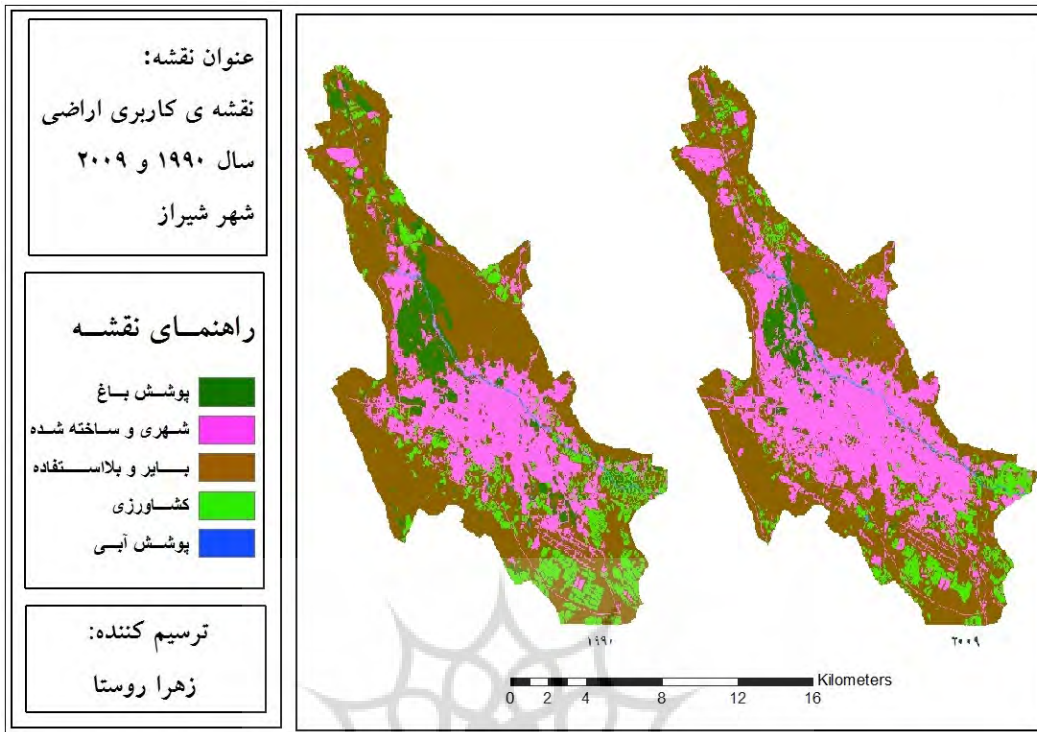 عنوان نقشه:
نقشه ی کاربری اراضی
سال ۱۹۹۰ و ۲۰۰۹
شهر شیراز
راهنمای نقشه
پوشش باغ
شهری و ساخته شده
بایر و بلااستفاده
کشاورزی
پوشش آبی
ترسیم کننده:
زهرا روستا
۱۹۹۰
۲۰۰۹
Kilometers
0 2 4 8 12 16